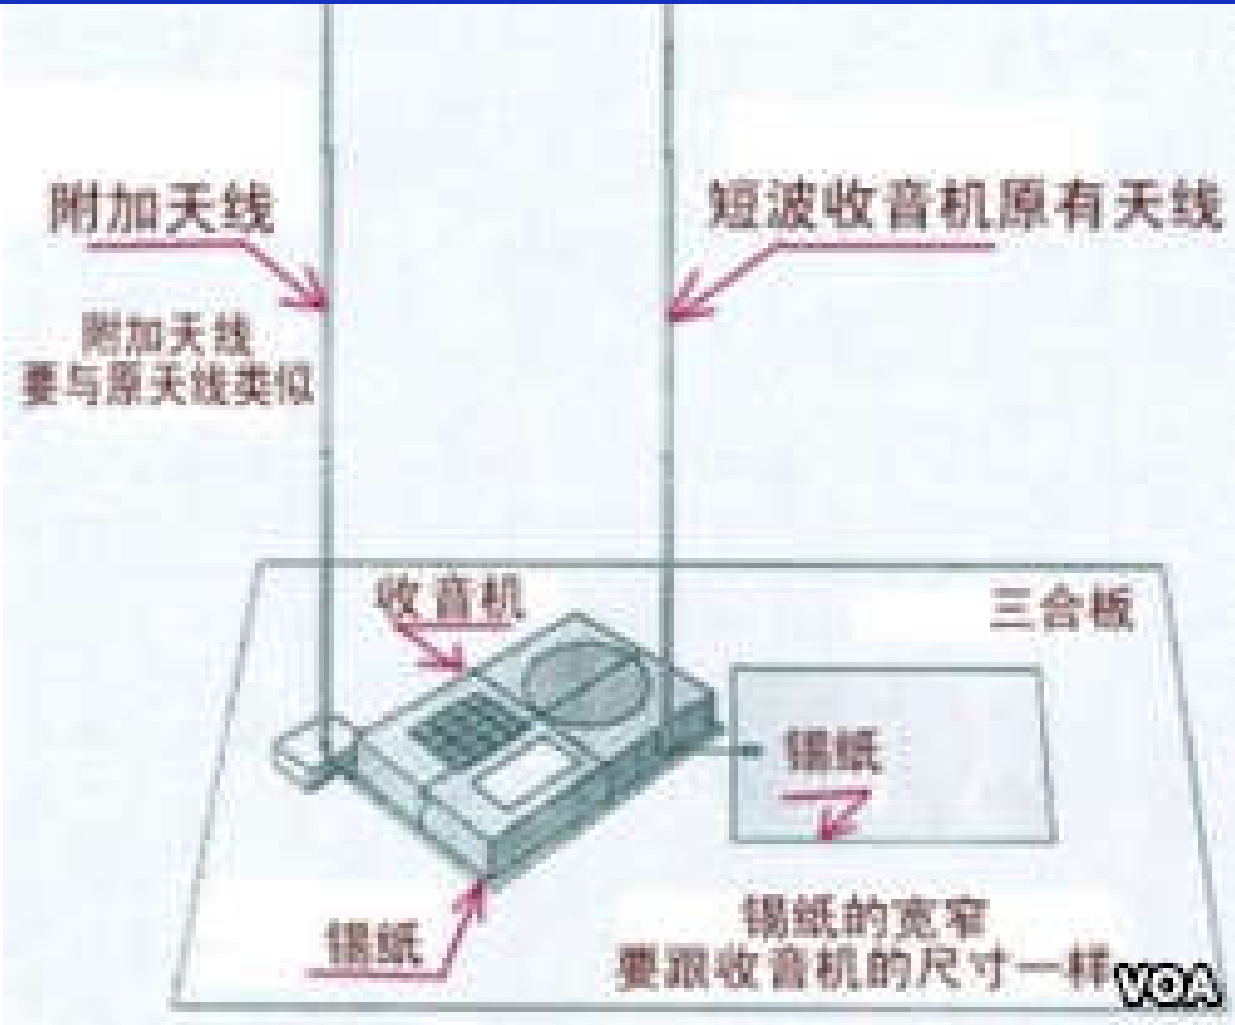 附加天线
短波收音机原有天线
附加天线
要与原天线类似
收音机
三合板
锡纸
锡纸
锡纸的宽窄
要跟收音机的尺寸一样
VOA